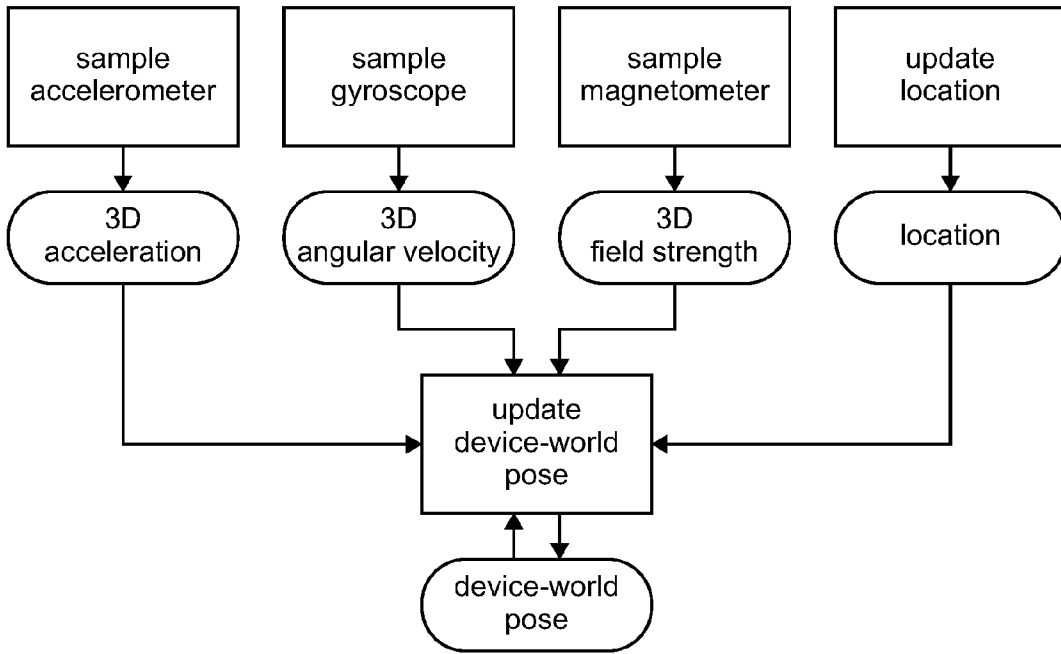 sample
accelerometer
sample
gyroscope
sample
magnetometer
update
location
3D
acceleration
3D
angular velocity
3D
field strength
location
update
device-world
pose
device-world
pose